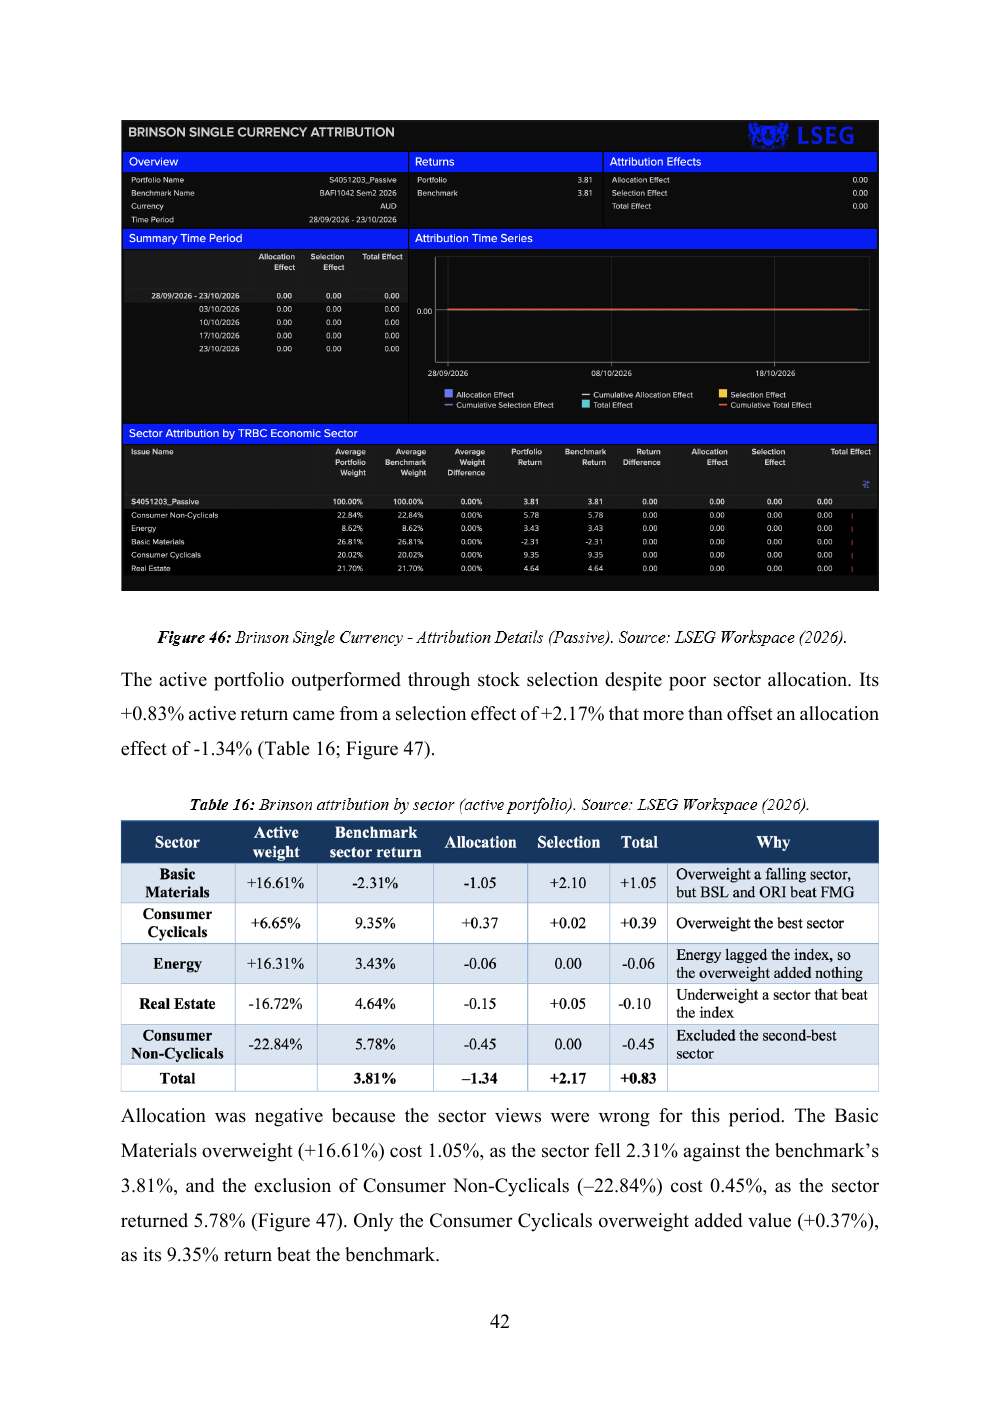 BRINSON SINGLE CURRENCY ATTRIBUTION
LSEG
Overview Returns Attribution Effects
Portfolio Name S4051203_Passive Portfolio 3.81 Allocation Effect 0.00
Benchmark Name BAFI1042 Sem2 2026 Benchmark 3.81 Selection Effect 0.00
Currency AUD Total Effect 0.00
Time Period 28/09/2026 - 23/10/2026
Summary Time Period Attribution Time Series
Allocation Effect Selection Effect Total Effect
28/09/2026 - 23/10/2026 0.00 0.00 0.00
03/10/2026 0.00 0.00 0.00
10/10/2026 0.00 0.00 0.00
17/10/2026 0.00 0.00 0.00
23/10/2026 0.00 0.00 0.00
0.00
28/09/2026 08/10/2026 18/10/2026
Allocation Effect Cumulative Allocation Effect Selection Effect
Cumulative Selection Effect Total Effect Cumulative Total Effect
Sector Attribution by TRBC Economic Sector
Issue Name Average Portfolio Weight Average Benchmark Weight Average Weight Difference Portfolio Return Benchmark Return Return Difference Allocation Effect Selection Effect Total Effect
S4051203_Passive 100.00% 100.00% 0.00% 3.81 3.81 0.00 0.00 0.00 0.00
Consumer Non-Cyclicals 22.84% 22.84% 0.00% 5.78 5.78 0.00 0.00 0.00 0.00
Energy 8.62% 8.62% 0.00% 3.43 3.43 0.00 0.00 0.00 0.00
Basic Materials 26.81% 26.81% 0.00% -2.31 -2.31 0.00 0.00 0.00 0.00
Consumer Cyclicals 20.02% 20.02% 0.00% 9.35 9.35 0.00 0.00 0.00 0.00
Real Estate 21.70% 21.70% 0.00% 4.64 4.64 0.00 0.00 0.00 0.00
Figure 46: Brinson Single Currency - Attribution Details (Passive). Source: LSEG Workspace (2026).
The active portfolio outperformed through stock selection despite poor sector allocation. Its
+0.83% active return came from a selection effect of +2.17% that more than offset an allocation
effect of -1.34% (Table 16; Figure 47).
Table 16: Brinson attribution by sector (active portfolio). Source: LSEG Workspace (2026).
Sector Active weight Benchmark sector return Allocation Selection Total Why
Basic Materials +16.61% -2.31% -1.05 +2.10 +1.05 Overweight a falling sector, but BSL and ORI beat FMG
Consumer Cyclicals +6.65% 9.35% +0.37 +0.02 +0.39 Overweight the best sector
Energy +16.31% 3.43% -0.06 0.00 -0.06 Energy lagged the index, so the overweight added nothing
Real Estate -16.72% 4.64% -0.15 +0.05 -0.10 Underweight a sector that beat the index
Consumer Non-Cyclicals -22.84% 5.78% -0.45 0.00 -0.45 Excluded the second-best sector
Total 3.81% –1.34 +2.17 +0.83
Allocation was negative because the sector views were wrong for this period. The Basic
Materials overweight (+16.61%) cost 1.05%, as the sector fell 2.31% against the benchmark’s
3.81%, and the exclusion of Consumer Non-Cyclicals (–22.84%) cost 0.45%, as the sector
returned 5.78% (Figure 47). Only the Consumer Cyclicals overweight added value (+0.37%),
as its 9.35% return beat the benchmark.
42